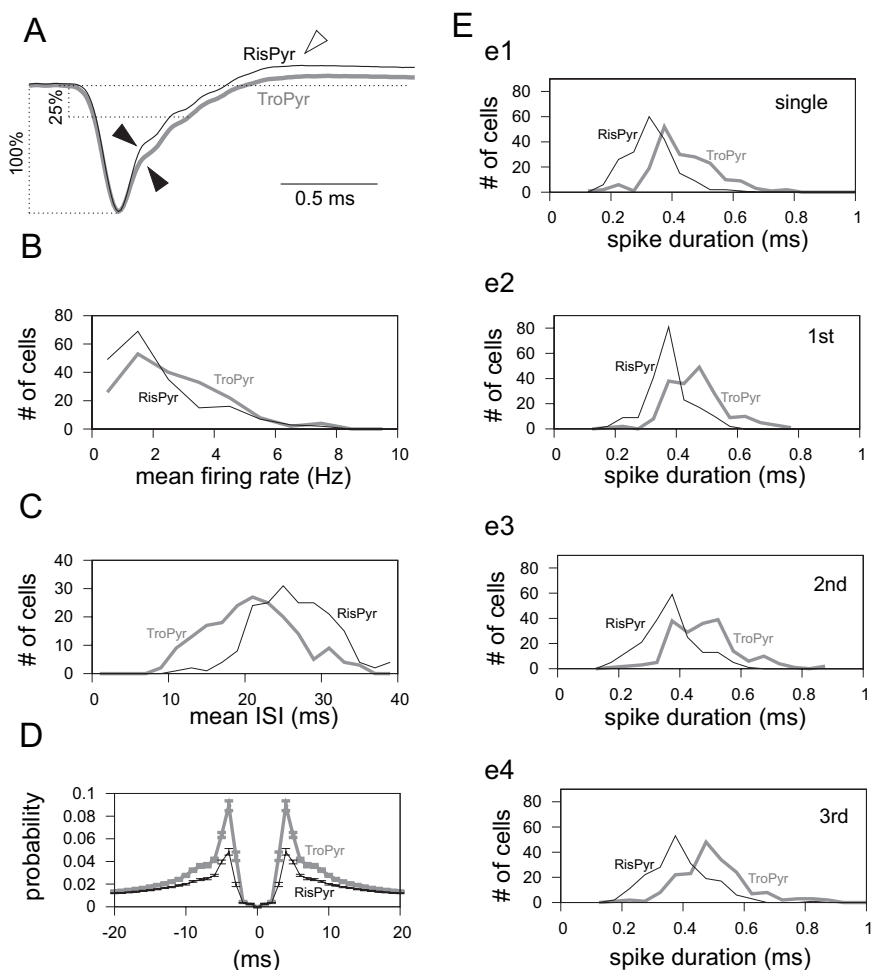 A
RisPyr
TroPyr
25%
100%
0.5 ms
B
80
60
40
20
0
# of cells
TroPyr
RisPyr
0 2 4 6 8 10
mean firing rate (Hz)
C
40
30
20
10
0
# of cells
TroPyr
RisPyr
0 10 20 30 40
mean ISI (ms)
D
0.1
0.08
0.06
0.04
0.02
0
probability
TroPyr
RisPyr
-20 -10 0 10 20
(ms)
E
e1
single
80
60
40
20
0
# of cells
RisPyr
TroPyr
0 0.2 0.4 0.6 0.8 1
spike duration (ms)
e2
1st
80
60
40
20
0
# of cells
RisPyr
TroPyr
0 0.2 0.4 0.6 0.8 1
spike duration (ms)
e3
2nd
80
60
40
20
0
# of cells
RisPyr
TroPyr
0 0.2 0.4 0.6 0.8 1
spike duration (ms)
e4
3rd
80
60
40
20
0
# of cells
RisPyr
TroPyr
0 0.2 0.4 0.6 0.8 1
spike duration (ms)